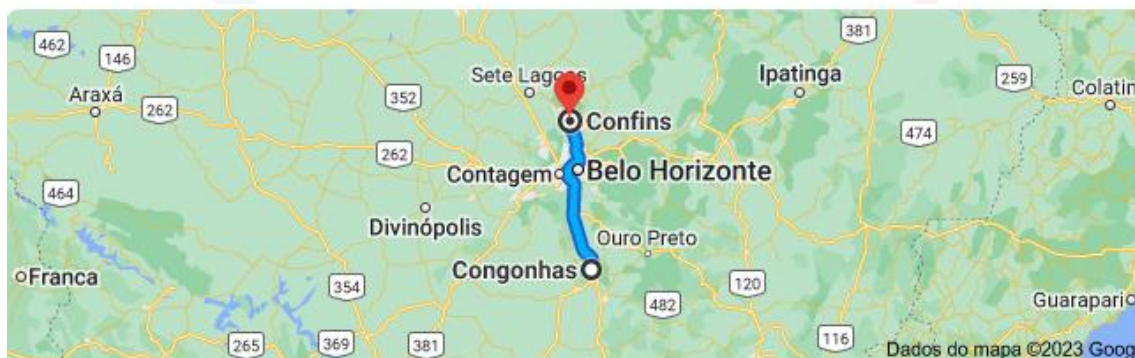 462
146
381
Sete Lagoas
Ipatinga
259
Araxá
262
352
Confins
Colatin
474
262
Contagem
Belo Horizonte
464
Divinópolis
Ouro Preto
Franca
Congonhas
354
120
482
Guarapari
265
369
381
116
Dados do mapa ©2023 Goog